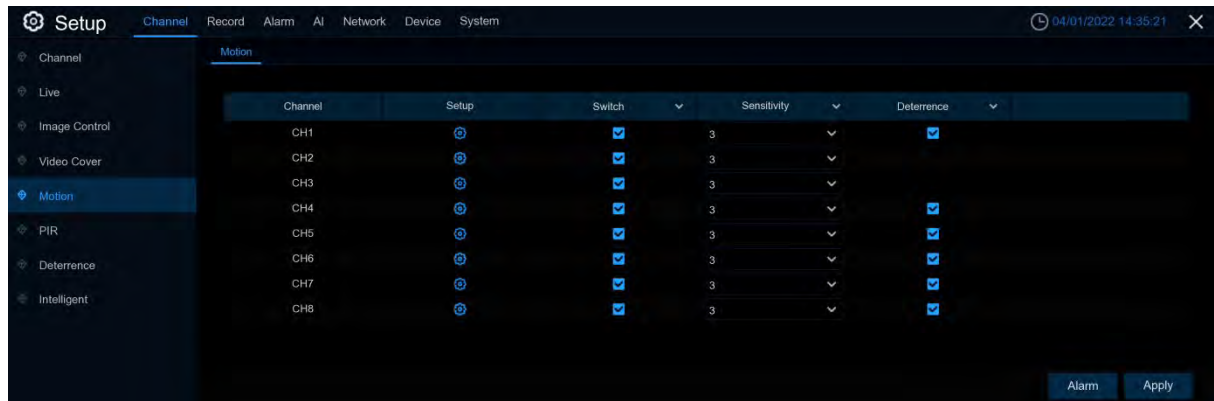 Setup Channel Record Alarm AI Network Device System 04/01/2022 14:35:21
Channel
Live
Image Control
Video Cover
Motion
PIR
Deterrence
Intelligent
Motion
Channel Setup Switch Sensitivity Deterrence
CH1 3
CH2 3
CH3 3
CH4 3
CH5 3
CH6 3
CH7 3
CH8 3
Alarm Apply